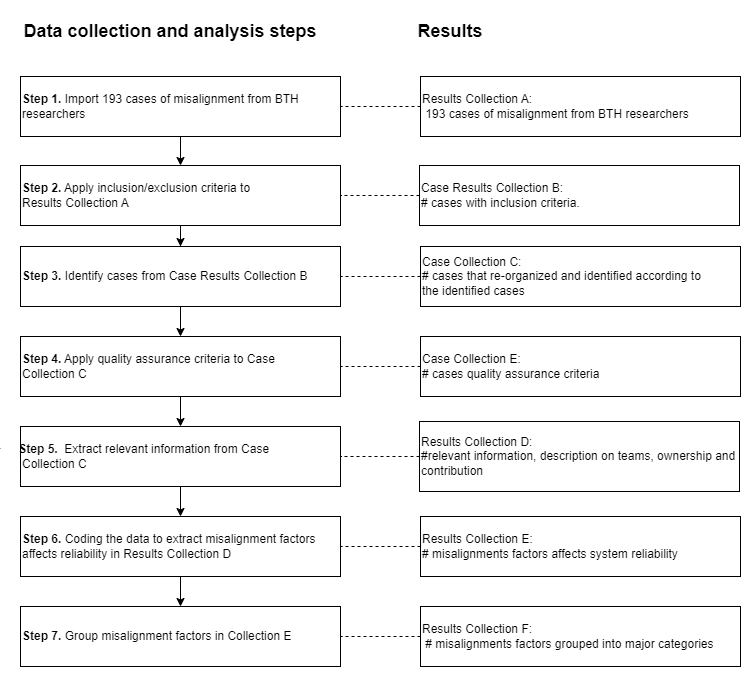 Data collection and analysis steps
Results
Step 1. Import 193 cases of misalignment from BTH
researchers
Results Collection A:
193 cases of misalignment from BTH researchers
Step 2. Apply inclusion/exclusion criteria to
Results Collection A
Case Results Collection B:
# cases with inclusion criteria.
Step 3. Identify cases from Case Results Collection B
Case Collection C:
# cases that re-organized and identified according to
the identified cases
Step 4. Apply quality assurance criteria to Case
Collection C
Case Collection E:
# cases quality assurance criteria
Step 5. Extract relevant information from Case
Collection C
Results Collection D:
#relevant information, description on teams, ownership and
contribution
Step 6. Coding the data to extract misalignment factors
affects reliability in Results Collection D
Results Collection E:
# misalignments factors affects system reliability
Step 7. Group misalignment factors in Collection E
Results Collection F:
# misalignments factors grouped into major categories